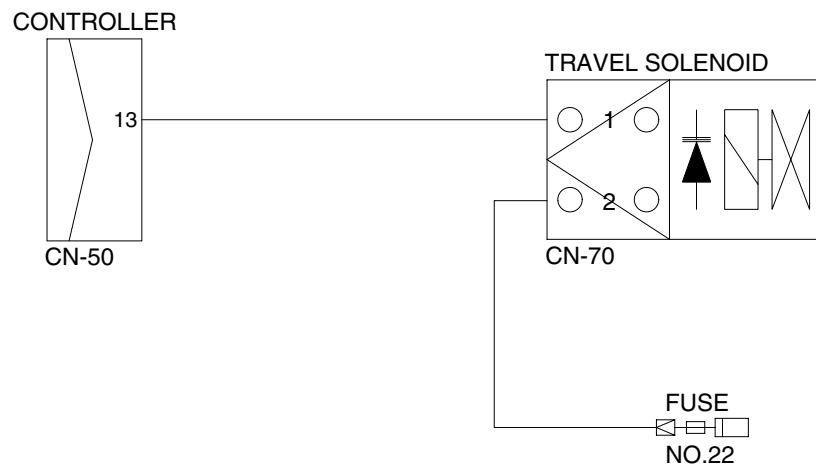 CONTROLLER
TRAVEL SOLENOID
13
1
2
CN-50
CN-70
FUSE
NO.22